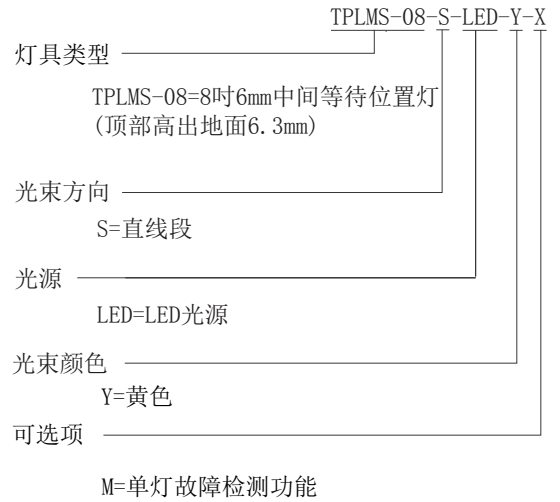 TPLMS-08-S-LED-Y-X
灯具类型
TPLMS-08=8吋6mm中间等待位置灯
(顶部高出地面6.3mm)
光束方向
S=直线段
光源
LED=LED光源
光束颜色
Y=黄色
可选项
M=单灯故障检测功能